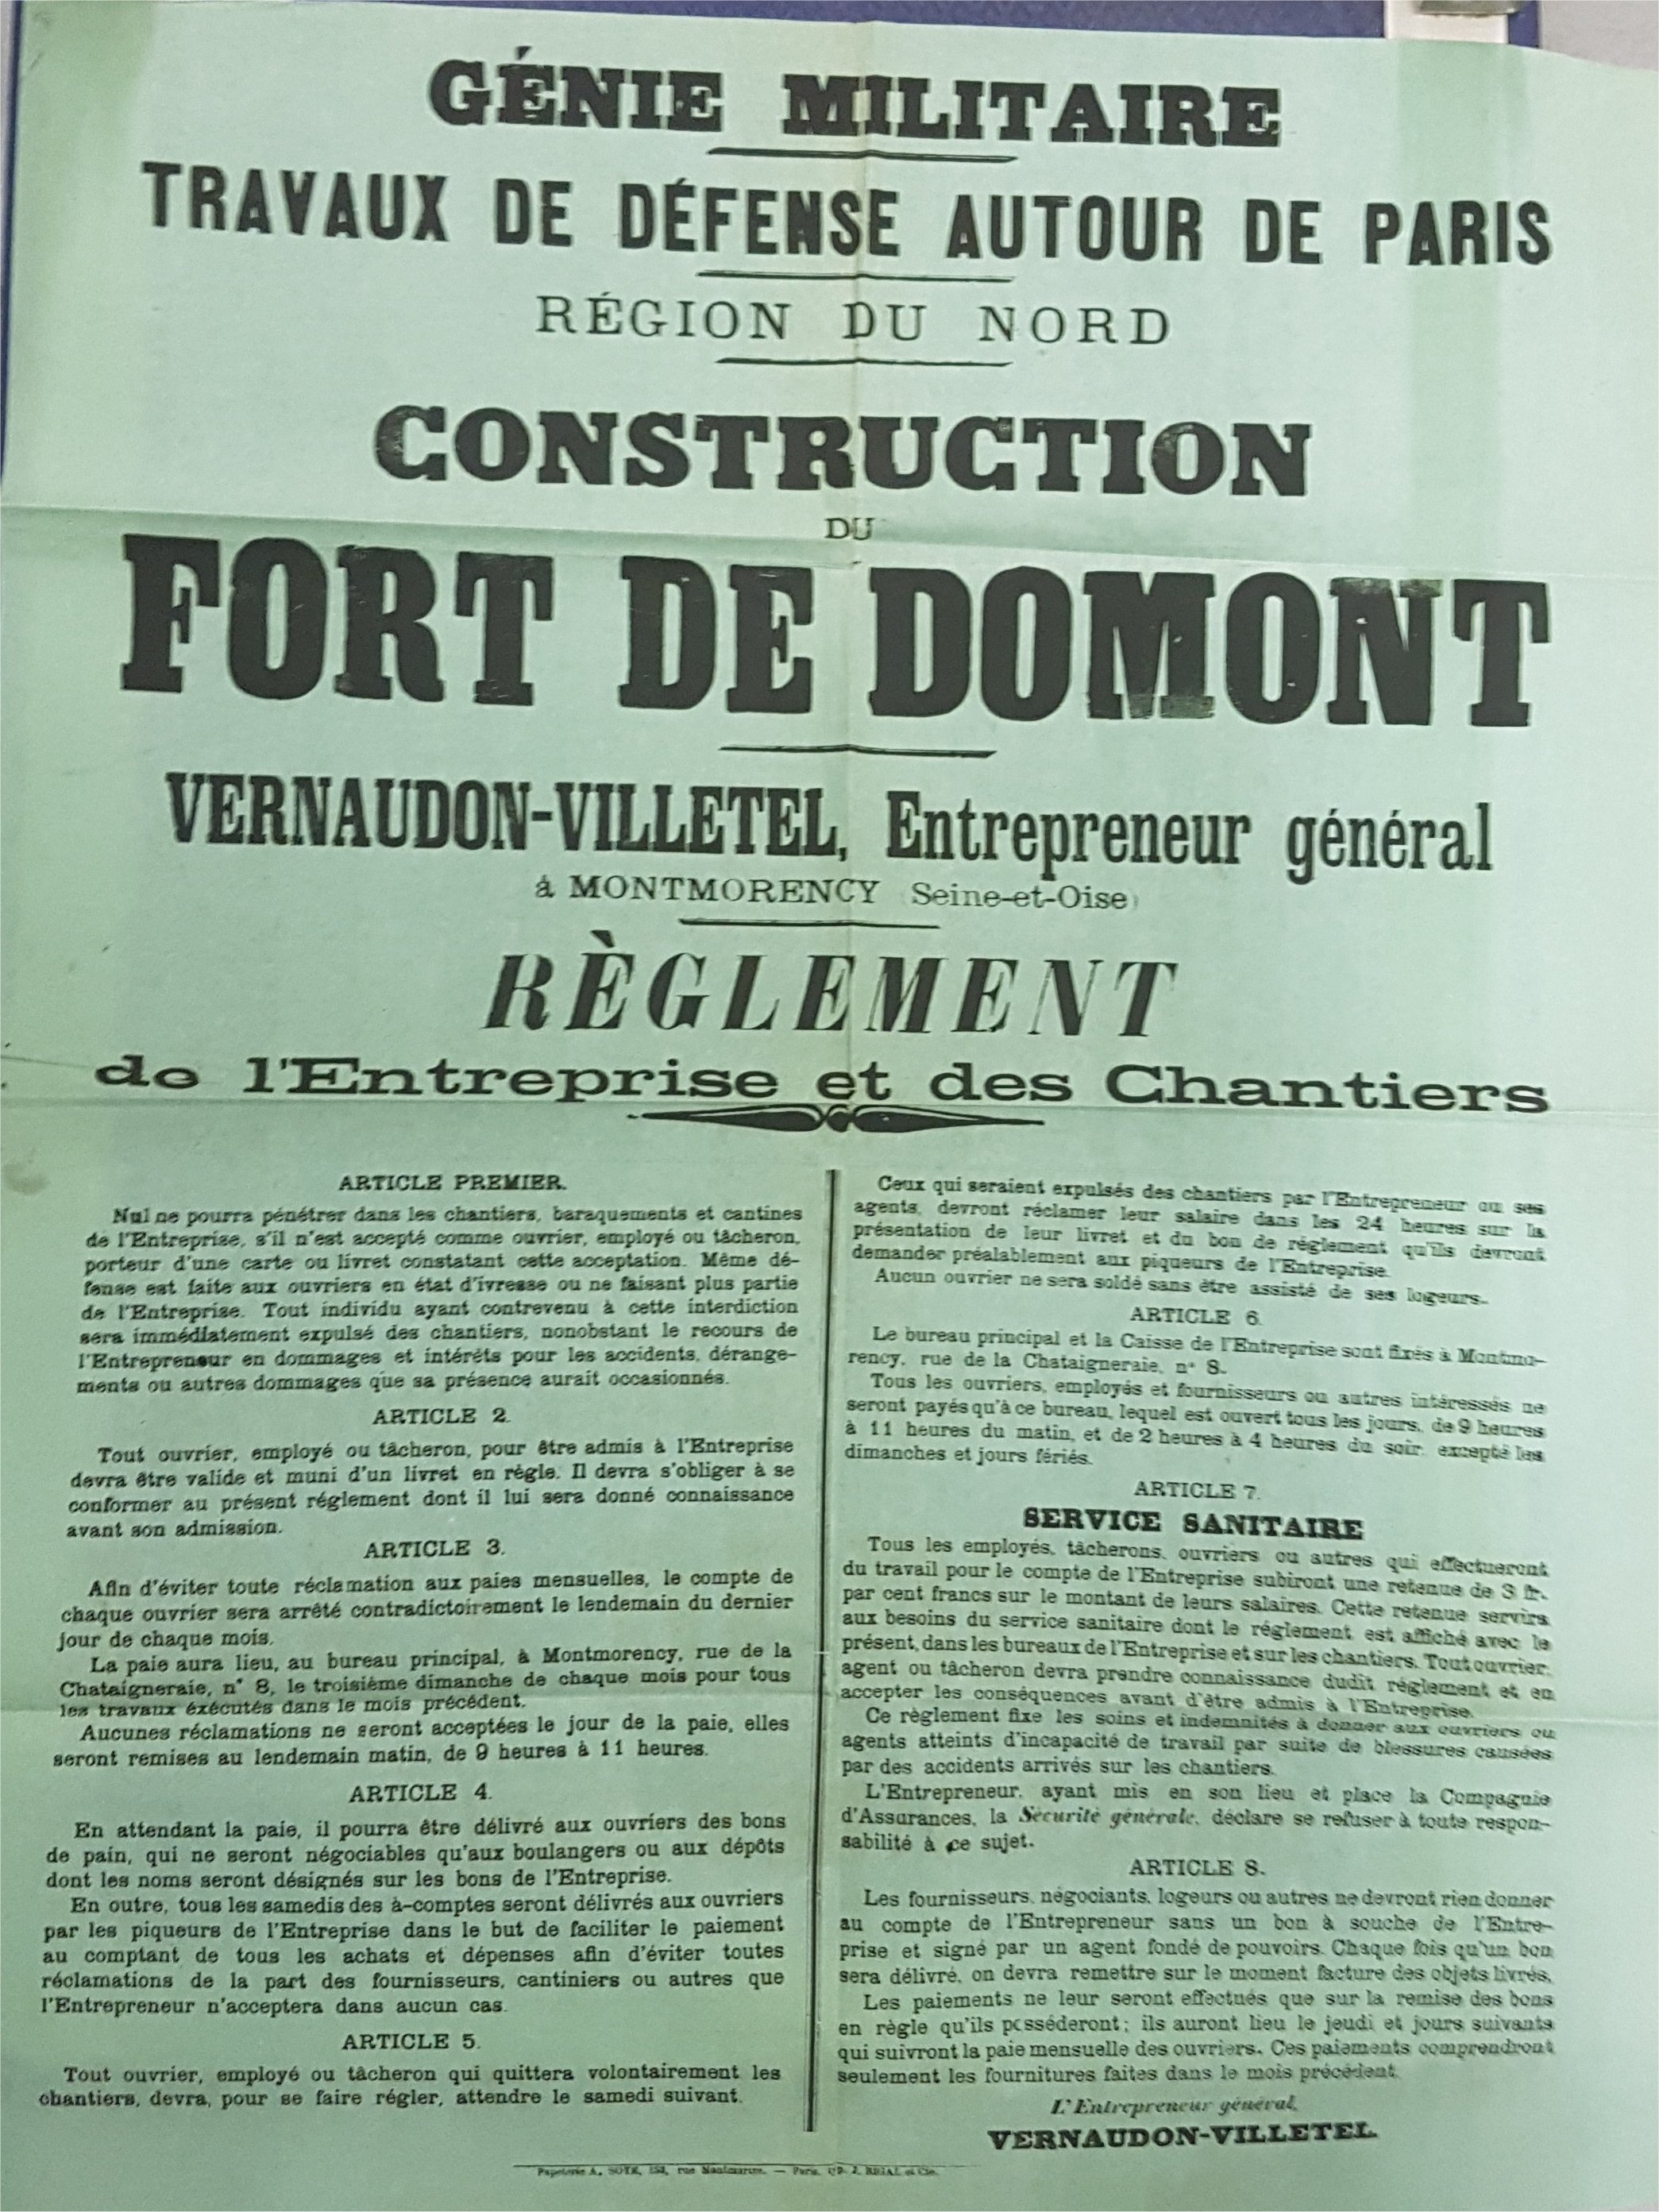 GÉNIE MILITAIRE
TRAVAUX DE DÉFENSE AUTOUR DE PARIS
RÉGION DU NORD
CONSTRUCTION
DU
FORT DE DOMONT
VERNAUDON-VILLETEL, Entrepreneur général
à MONTMORENCY (Seine-et-Oise)
RÈGLEMENT
de l'Entreprise et des Chantiers
ARTICLE PREMIER.
Nul ne pourra pénétrer dans les chantiers, baraquements et cantines
de l'Entreprise, s'il n'est accepté comme ouvrier, employé ou tâcheron,
porteur d'une carte ou livret constatant cette acceptation. Même dé-
fense est faite aux ouvriers en état d'ivresse ou ne faisant plus partie
de l'Entreprise. Tout individu ayant contrevenu à cette interdiction
sera immédiatement expulsé des chantiers, nonobstant le recours de
l'Entrepreneur en dommages et intérêts pour les accidents, dérange-
ments ou autres dommages que sa présence aurait occasionnés.
ARTICLE 2.
Tout ouvrier, employé ou tâcheron, pour être admis à l'Entreprise
devra être valide et muni d'un livret en règle. Il devra s'obliger à se
conformer au présent réglement dont il lui sera donné connaissance
avant son admission.
ARTICLE 3.
Afin d'éviter toute réclamation aux paies mensuelles, le compte de
chaque ouvrier sera arrêté contradictoirement le lendemain du dernier
jour de chaque mois.
La paie aura lieu, au bureau principal, à Montmorency, rue de la
Chataigneraie, n° 8, le troisième dimanche de chaque mois pour tous
les travaux éxécutés dans le mois précédent.
Aucunes réclamations ne seront acceptées le jour de la paie, elles
seront remises au lendemain matin, de 9 heures à 11 heures.
ARTICLE 4.
En attendant la paie, il pourra être délivré aux ouvriers des bons
de pain, qui ne seront négociables qu'aux boulangers ou aux dépôts
dont les noms seront désignés sur les bons de l'Entreprise.
En outre, tous les samedis des à-comptes seront délivrés aux ouvriers
par les piqueurs de l'Entreprise dans le but de faciliter le paiement
au comptant de tous les achats et dépenses afin d'éviter toutes
réclamations de la part des fournisseurs, cantiniers ou autres que
l'Entrepreneur n'acceptera dans aucun cas.
ARTICLE 5.
Tout ouvrier, employé ou tâcheron qui quittera volontairement les
chantiers, devra, pour se faire régler, attendre le samedi suivant.
Ceux qui seraient expulsés des chantiers par l'Entrepreneur ou ses
agents, devront réclamer leur salaire dans les 24 heures sur la
présentation de leur livret et du bon de réglement qu'ils devront
demander préalablement aux piqueurs de l'Entreprise.
Aucun ouvrier ne sera soldé sans être assisté de ses logeurs.
ARTICLE 6.
Le bureau principal et la Caisse de l'Entreprise sont fixés à Montmo-
rency, rue de la Chataigneraie, n° 8.
Tous les ouvriers, employés et fournisseurs ou autres intéressés ne
seront payés qu'à ce bureau, lequel est ouvert tous les jours, de 9 heures
à 11 heures du matin, et de 2 heures à 4 heures du soir, excepté les
dimanches et jours fériés.
ARTICLE 7.
SERVICE SANITAIRE
Tous les employés, tâcherons, ouvriers ou autres qui effectueront
du travail pour le compte de l'Entreprise subiront une retenue de 3 fr.
par cent francs sur le montant de leurs salaires. Cette retenue servira
aux besoins du service sanitaire dont le réglement est affiché avec le
présent, dans les bureaux de l'Entreprise et sur les chantiers. Tout ouvrier,
agent ou tâcheron devra prendre connaissance dudit réglement et en
accepter les conséquences avant d'être admis à l'Entreprise.
Ce règlement fixe les soins et indemnités à donner aux ouvriers ou
agents atteints d'incapacité de travail par suite de blessures causées
par des accidents arrivés sur les chantiers.
L'Entrepreneur, ayant mis en son lieu et place la Compagnie
d'Assurances, la Sécurité générale, déclare se refuser à toute respon-
sabilité à ce sujet.
ARTICLE 8.
Les fournisseurs, négociants, logeurs ou autres ne devront rien donner
au compte de l'Entrepreneur sans un bon à souche de l'Entre-
prise et signé par un agent fondé de pouvoirs. Chaque fois qu'un bon
sera délivré, on devra remettre sur le moment facture des objets livrés.
Les paiements ne leur seront effectués que sur la remise des bons
en règle qu'ils posséderont; ils auront lieu le jeudi et jours suivants
qui suivront la paie mensuelle des ouvriers. Ces paiements comprendront
seulement les fournitures faites dans le mois précédent.
L'Entrepreneur général,
VERNAUDON-VILLETEL
Papeterie A. rue Montmartre. — Paris.